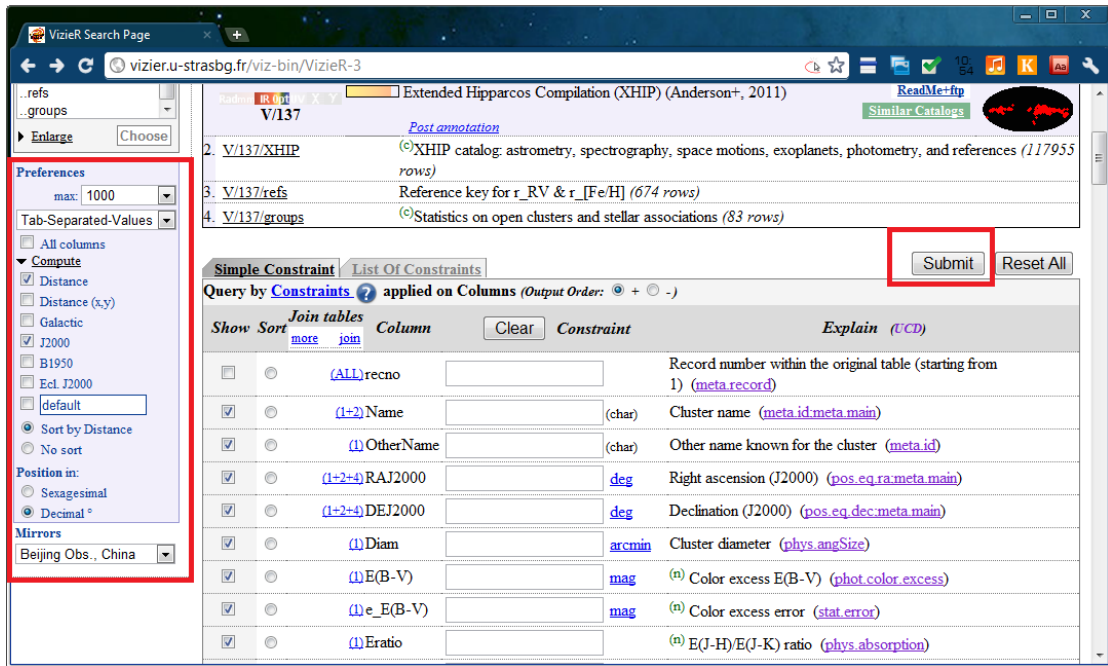 VizieR Search Page
vizier.u-strasbg.fr/viz-bin/VizieR-3
10:
54
K
Aa
..refs
..groups
Enlarge
Choose
Preferences
max: 1000
Tab-Separated-Values
All columns
Compute
Distance
Distance (x,y)
Galactic
J2000
B1950
Ecl. J2000
default
Sort by Distance
No sort
Position in:
Sexagesimal
Decimal °
Mirrors
Beijing Obs., China
Radio IR Opt UV X γ
V/137
Extended Hipparcos Compilation (XHIP) (Anderson+, 2011)
Post annotation
ReadMe+ftp
Similar Catalogs
2. V/137/XHIP (c)XHIP catalog: astrometry, spectrography, space motions, exoplanets, photometry, and references (117955
rows)
3. V/137/refs Reference key for r_RV & r_[Fe/H] (674 rows)
4. V/137/groups (c)Statistics on open clusters and stellar associations (83 rows)
Submit Reset All
Simple Constraint List Of Constraints
Query by Constraints ? applied on Columns (Output Order: + -)
Show Sort Join tables Column Clear Constraint Explain (UCD)
more join
(ALL) recno Record number within the original table (starting from
1) (meta.record)
(1+2) Name (char) Cluster name (meta.id;meta.main)
(1) OtherName (char) Other name known for the cluster (meta.id)
(1+2+4) RAJ2000 deg Right ascension (J2000) (pos.eq.ra;meta.main)
(1+2+4) DEJ2000 deg Declination (J2000) (pos.eq.dec;meta.main)
(1) Diam arcmin Cluster diameter (phys.angSize)
(1) E(B-V) mag (n) Color excess E(B-V) (phot.color.excess)
(1) e_E(B-V) mag (n) Color excess error (stat.error)
(1) Eratio (n) E(J-H)/E(J-K) ratio (phys.absorption)